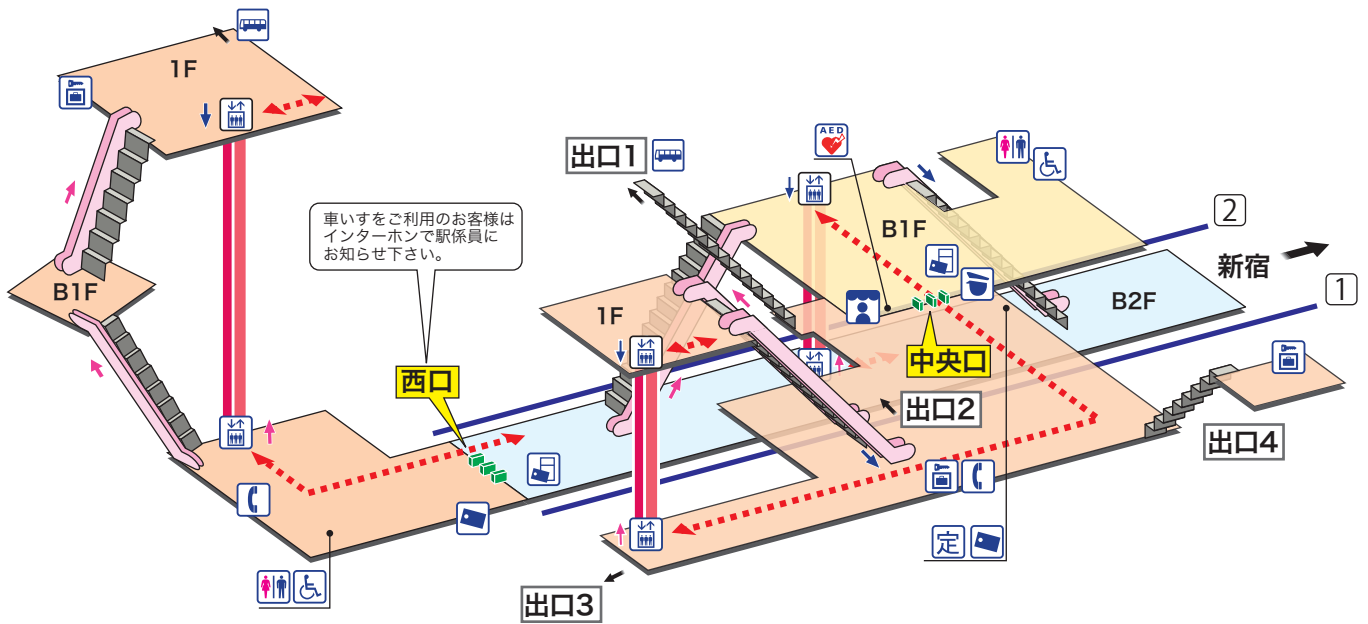 1F
AED
出口1
2
車いすをご利用のお客様は
インターホンで駅係員に
お知らせ下さい。
B1F
新宿
B1F
B2F
1
1F
中央口
西口
出口2
出口4
定
出口3